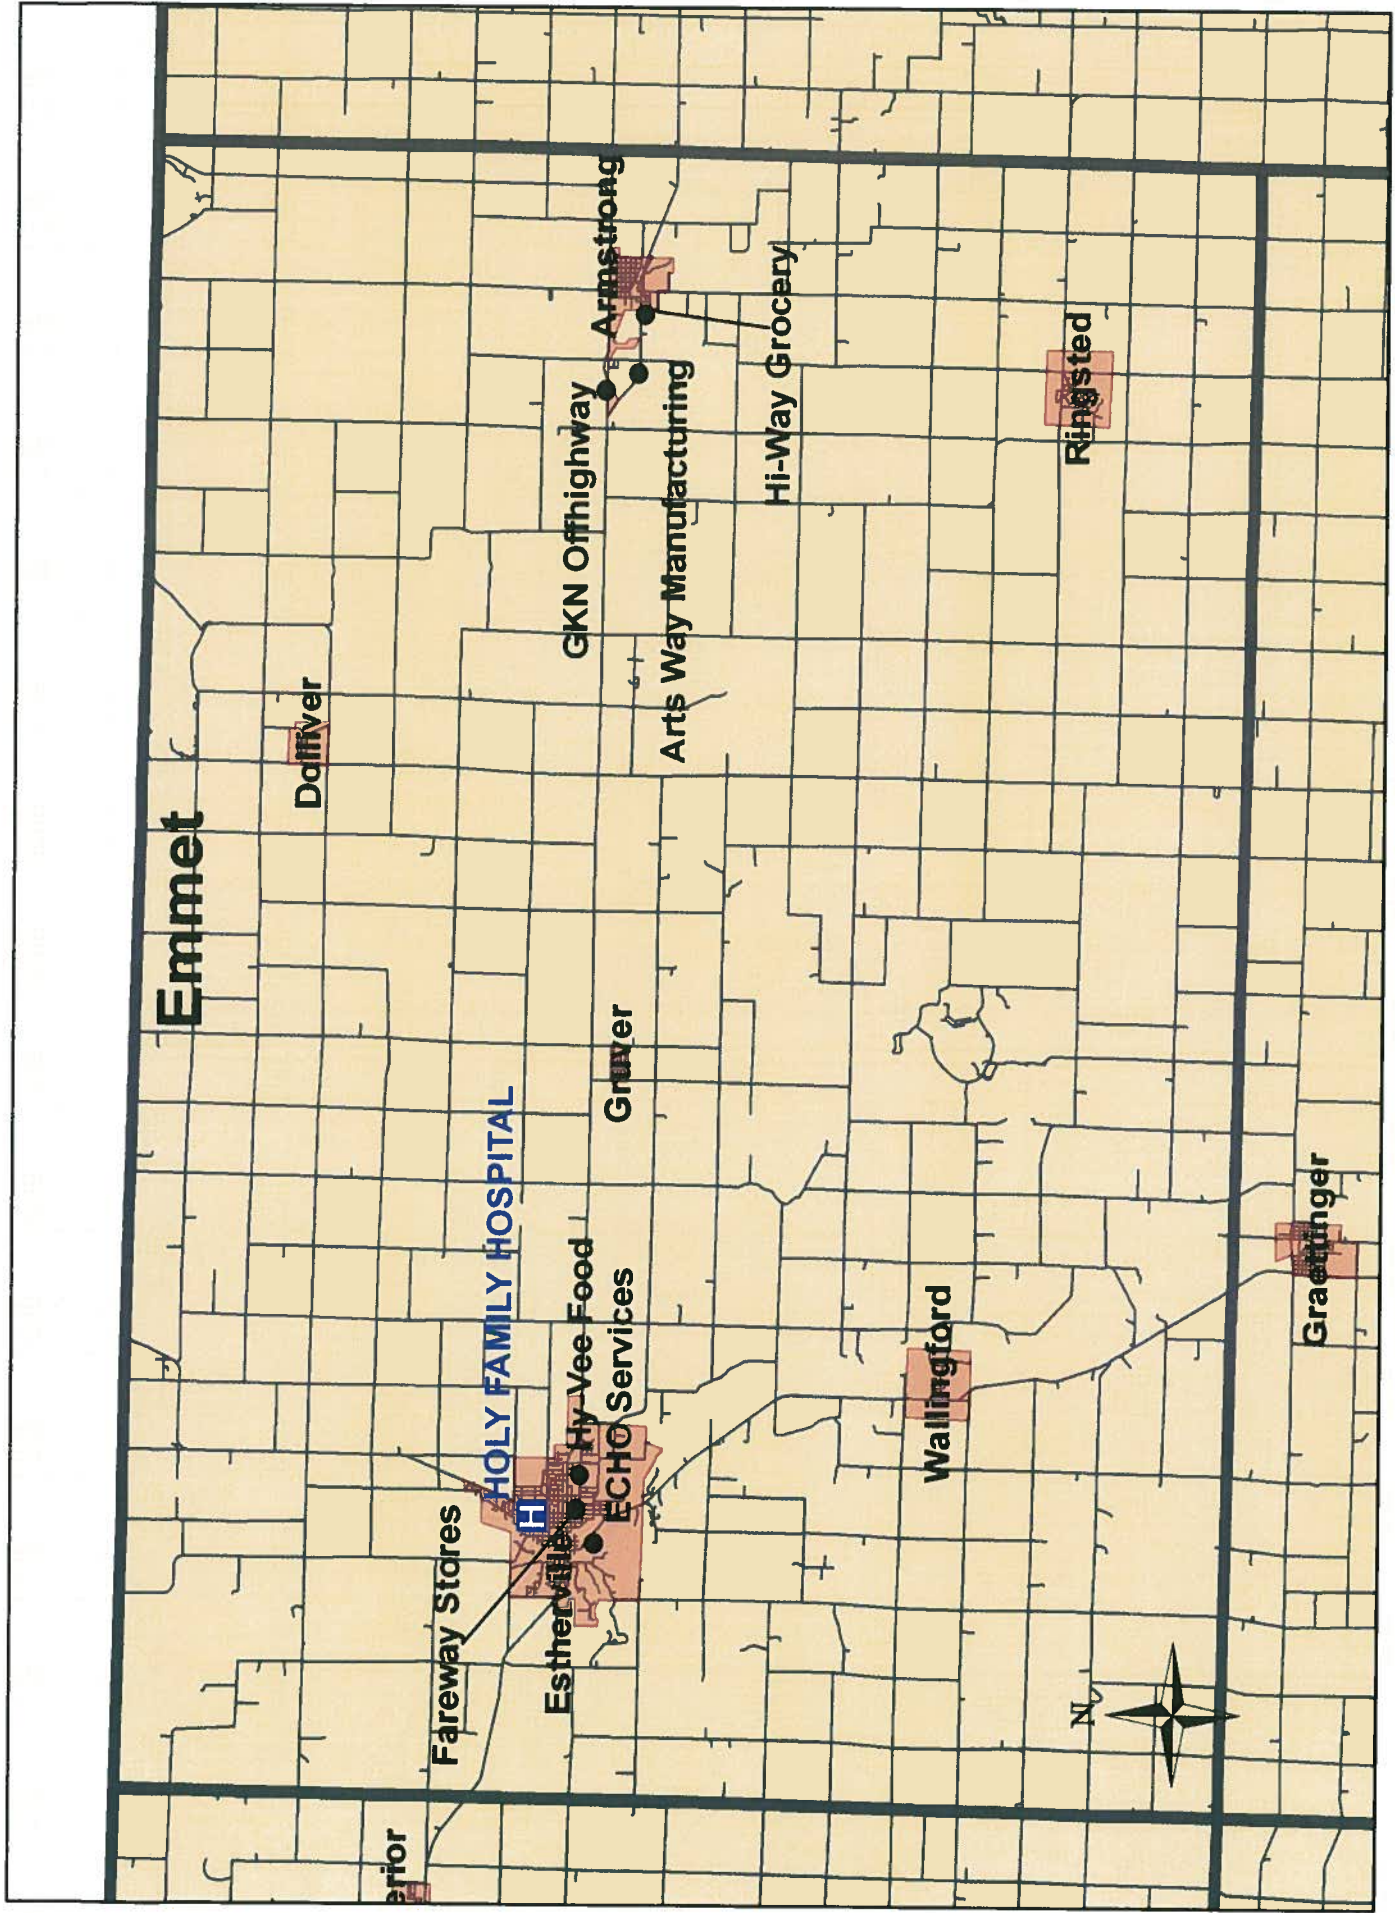 Emmet
Dolliver
Armstrong
GKN Offhighway
Arts Way Manufacturing
Hi-Way Grocery
Ringsted
Gruver
HOLY FAMILY HOSPITAL
H
Hy-Vee Food
ECHO Services
Fareway Stores
Estherville
Wallingford
Graettinger
erior
N